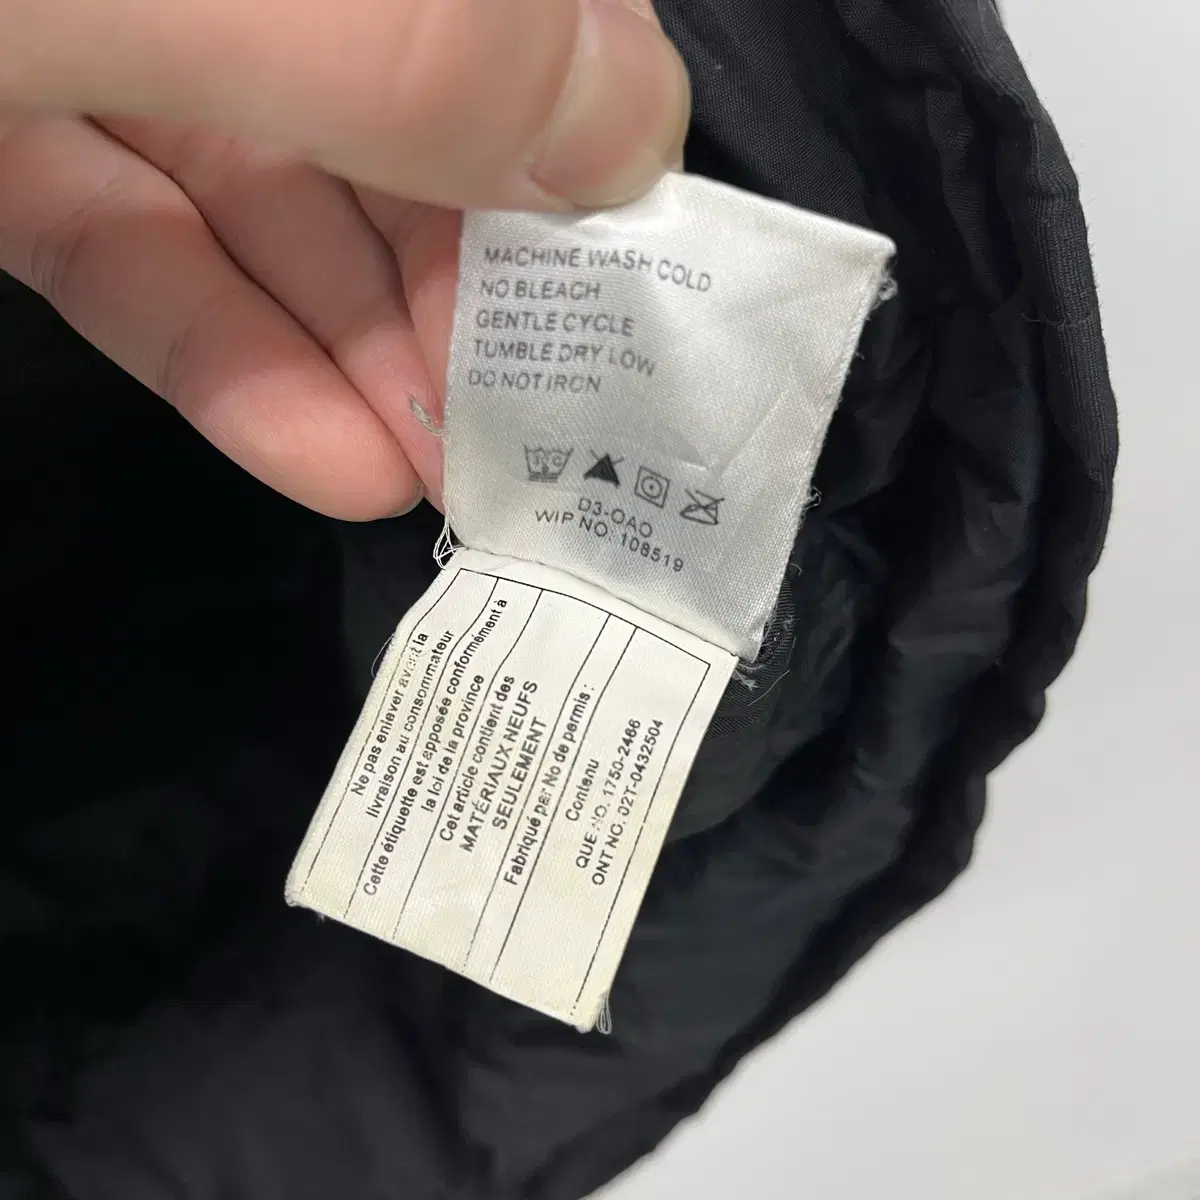 MACHINE WASH COLD
NO BLEACH
GENTLE CYCLE
TUMBLE DRY LOW
DO NOT IRON
D3-OAO
WIP NO: 108519
Ne pas enlever avant la
livraison au consommateur
Cette étiquette est apposée conformément à
la loi de la province
Cet article contient des
MATÉRIAUX NEUFS
SEULEMENT
Fabriqué par No de permis :
Contenu
QUE. NO. 1750-2466
ONT NO. 02T-0432504